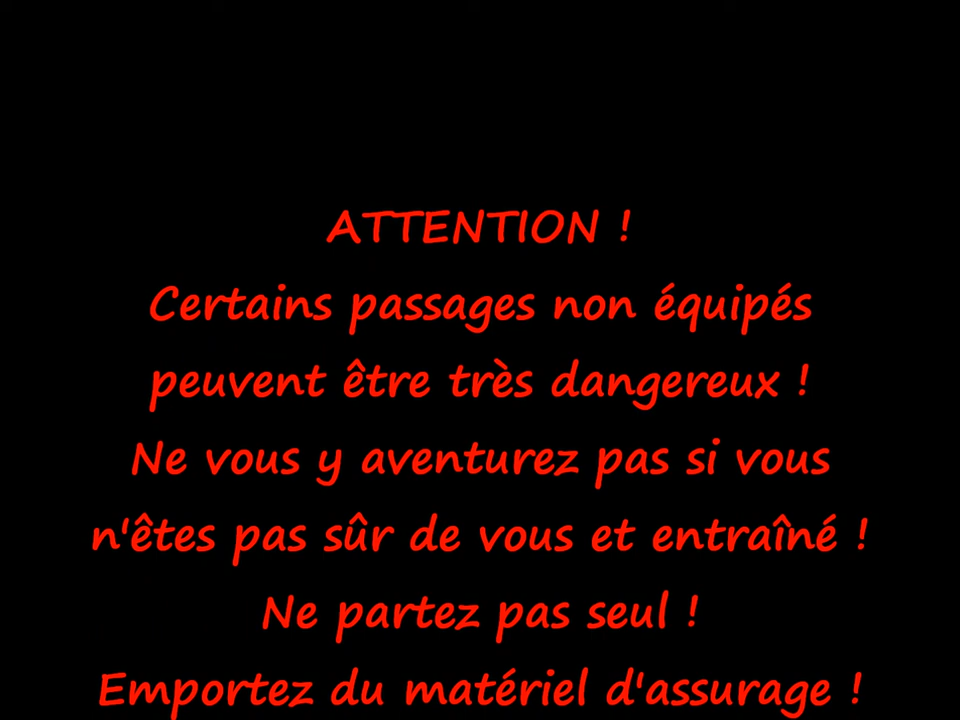 ATTENTION !
Certains passages non équipés
peuvent être très dangereux !
Ne vous y aventurez pas si vous
n'êtes pas sûr de vous et entraîné !
Ne partez pas seul !
Emportez du matériel d'assurage !